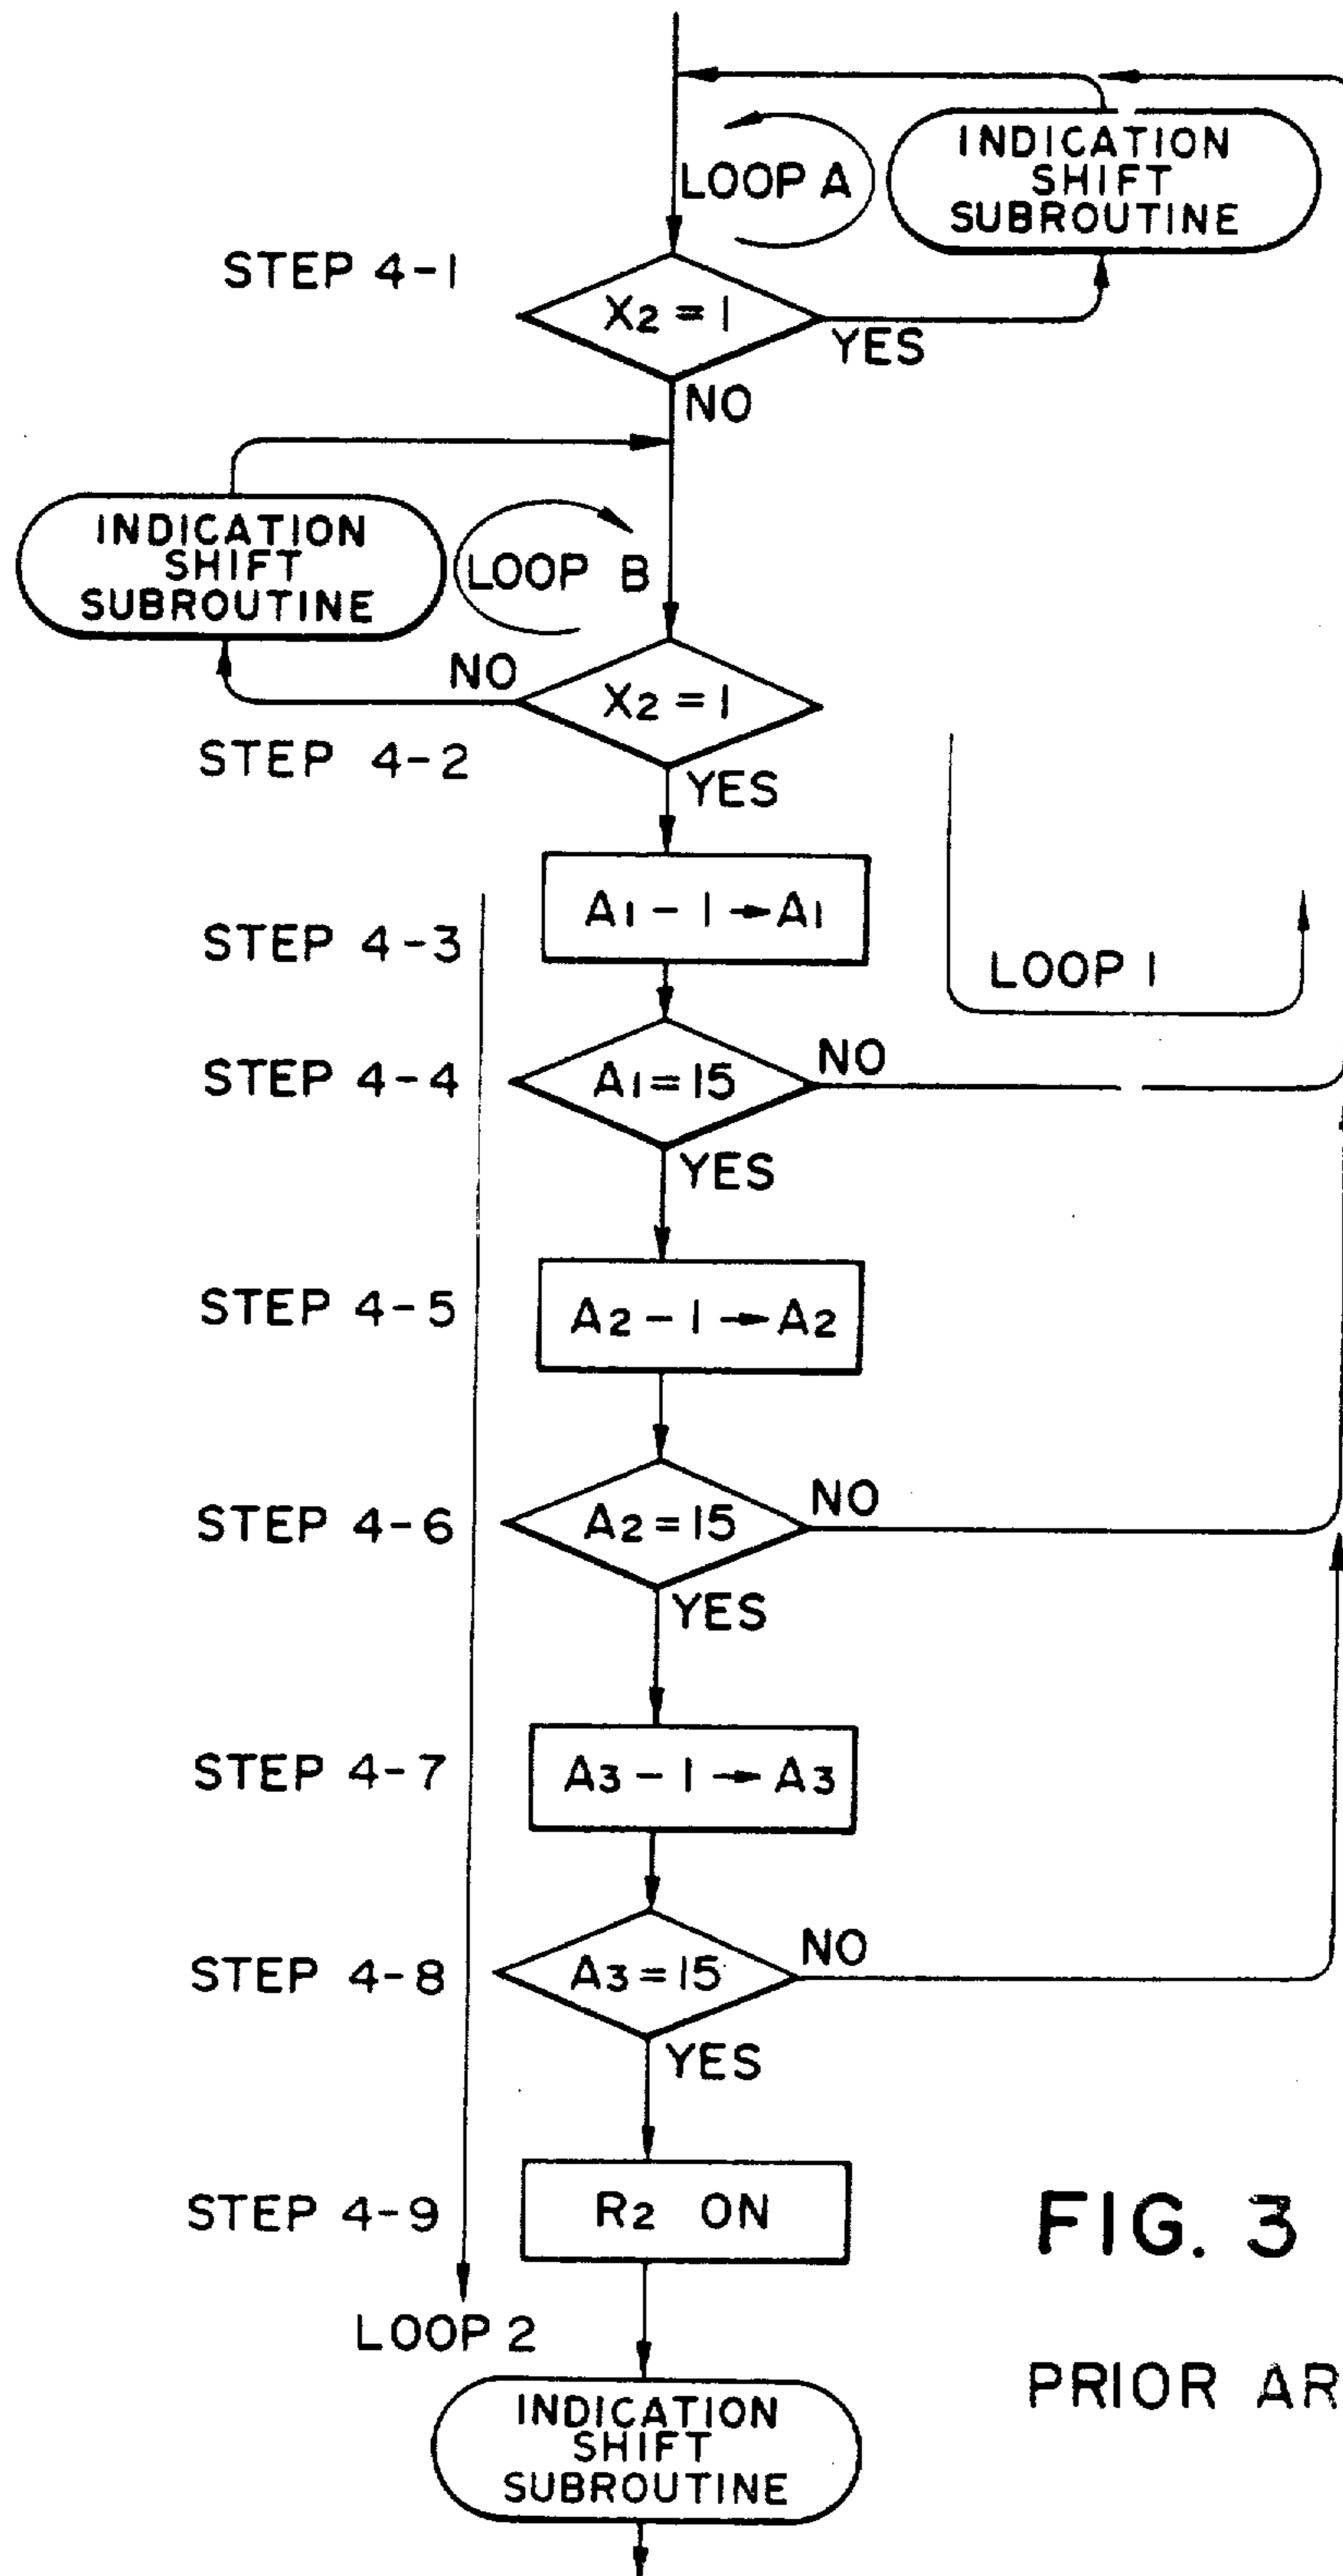 INDICATION
SHIFT
SUBROUTINE
LOOP A
STEP 4-1
X2 = 1
YES
NO
INDICATION
SHIFT
SUBROUTINE
LOOP B
NO
X2 = 1
STEP 4-2
YES
A1 - 1 → A1
STEP 4-3
LOOP 1
STEP 4-4
A1 = 15
NO
YES
STEP 4-5
A2 - 1 → A2
STEP 4-6
A2 = 15
NO
YES
STEP 4-7
A3 - 1 → A3
STEP 4-8
A3 = 15
NO
YES
STEP 4-9
R2 ON
FIG. 3
LOOP 2
PRIOR AR
INDICATION
SHIFT
SUBROUTINE